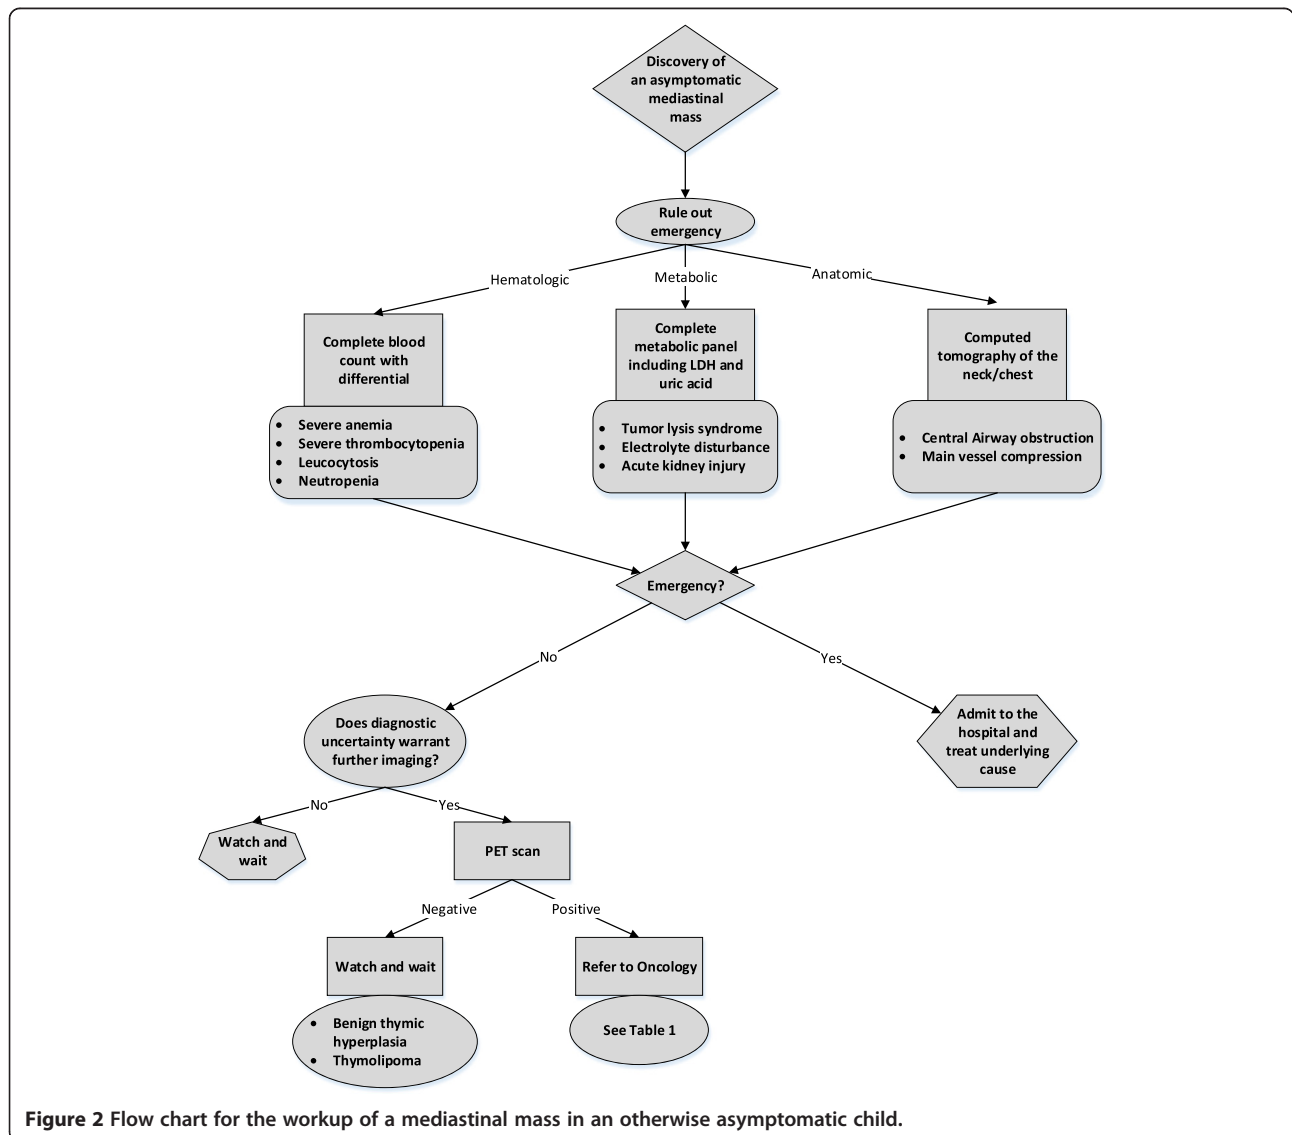 Discovery of
an asymptomatic
mediastinal
mass
Rule out
emergency
Hematologic
Metabolic
Anatomic
Complete blood
count with
differential
• Severe anemia
• Severe thrombocytopenia
• Leucocytosis
• Neutropenia
Complete
metabolic panel
including LDH and
uric acid
• Tumor lysis syndrome
• Electrolyte disturbance
• Acute kidney injury
Computed
tomography of the
neck/chest
• Central Airway obstruction
• Main vessel compression
Emergency?
No
Yes
Does diagnostic
uncertainty warrant
further imaging?
Admit to the
hospital and
treat underlying
cause
No
Yes
Watch and
wait
PET scan
Negative
Positive
Watch and wait
• Benign thymic
hyperplasia
• Thymolipoma
Refer to Oncology
See Table 1
Figure 2 Flow chart for the workup of a mediastinal mass in an otherwise asymptomatic child.